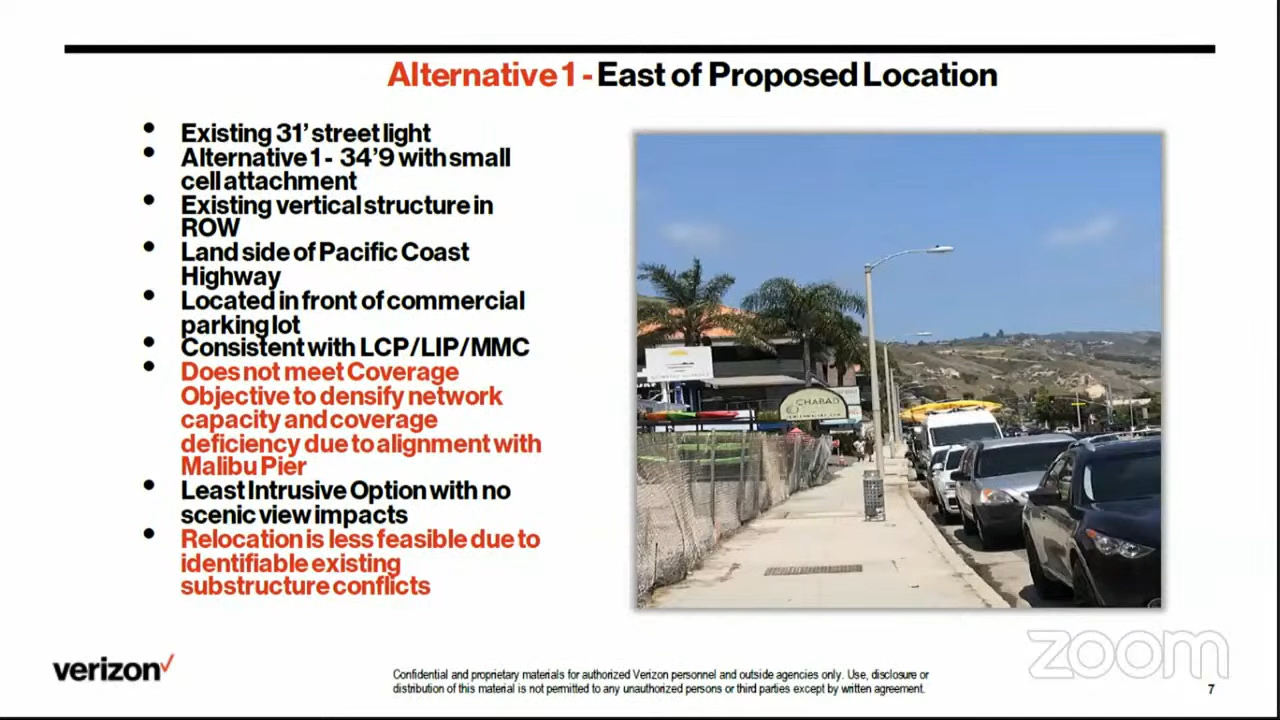 Alternative 1 - East of Proposed Location
• Existing 31' street light
• Alternative 1 - 34'9 with small
cell attachment
• Existing vertical structure in
ROW
• Land side of Pacific Coast
Highway
• Located in front of commercial
parking lot
• Consistent with LCP/LIP/MMC
• Does not meet Coverage
Objective to densify network
capacity and coverage
deficiency due to alignment with
Malibu Pier
• Least Intrusive Option with no
scenic view impacts
• Relocation is less feasible due to
identifiable existing
substructure conflicts
CHABAD
verizon✓
Confidential and proprietary materials for authorized Verizon personnel and outside agencies only. Use, disclosure or
distribution of this material is not permitted to any unauthorized persons or third parties except by written agreement.
zoom
7